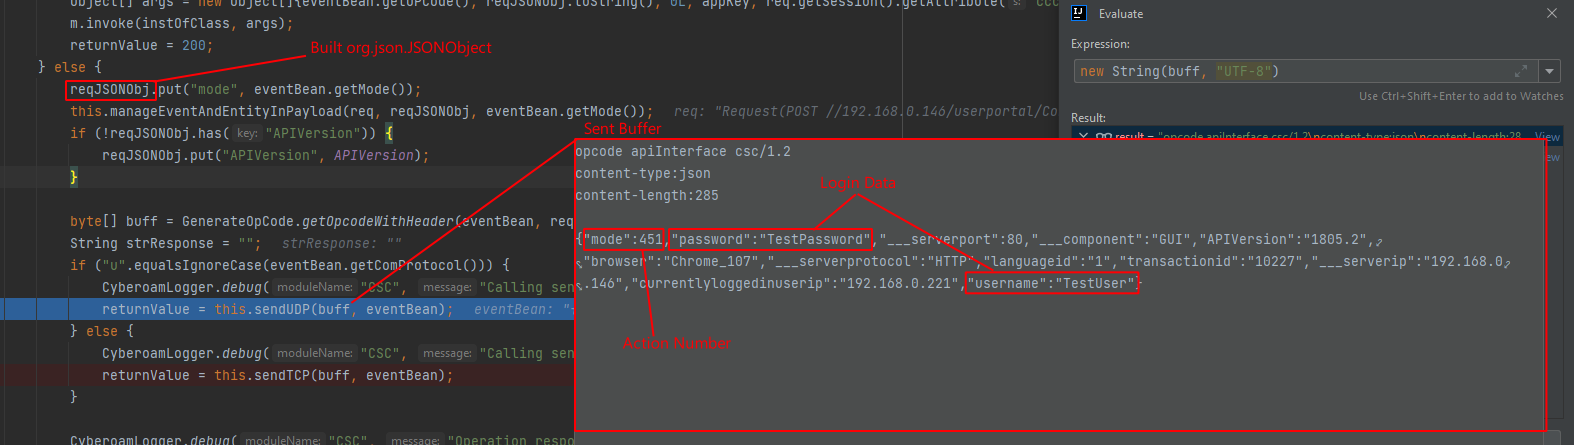 Object[] args = new Object[]{eventBean.getOpcode(), reqJSONObj.toString(), 0L, appKey, req.getSession().getAttribute( s:
m.invoke(instOfClass, args);
returnValue = 200;
Built org.json.JSONObject
} else {
reqJSONObj.put("mode", eventBean.getMode());
this.manageEventAndEntityInPayload(req, reqJSONObj, eventBean.getMode()); req: "Request(POST //192.168.0.146/userportal/Co
if (!reqJSONObj.has( key: "APIVersion")) {
reqJSONObj.put("APIVersion", APIVersion);
}
byte[] buff = GenerateOpCode.getOpcodeWithHeader(eventBean, req
String strResponse = ""; strResponse: ""
if ("u".equalsIgnoreCase(eventBean.getComProtocol())) {
CyberoamLogger.debug( moduleName: "CSC", message: "Calling sen
returnValue = this.sendUDP(buff, eventBean); eventBean:
} else {
CyberoamLogger.debug( moduleName: "CSC", message: "Calling sen
returnValue = this.sendTCP(buff, eventBean);
}
CyberoamLogger.debug( moduleName: "CSC", message: "Operation respon
Sent Buffer
opcode apiInterface csc/1.2
content-type:json
content-length:285
Login Data
{"mode":451,"password":"TestPassword","___serverport":80,"___component":"GUI","APIVersion":"1805.2",
"browser":"Chrome_107","___serverprotocol":"HTTP","languageid":"1","transactionid":"10227","___serverip":"192.168.0
.146","currentlyloggedinuserip":"192.168.0.221","username":"TestUser"}
Action Number
IJ Evaluate
Expression:
new String(buff, "UTF-8")
Use Ctrl+Shift+Enter to add to Watches
Result:
result = "opcode apiInterface csc/1.2\ncontent-type:json\ncontent-length:28 View
View